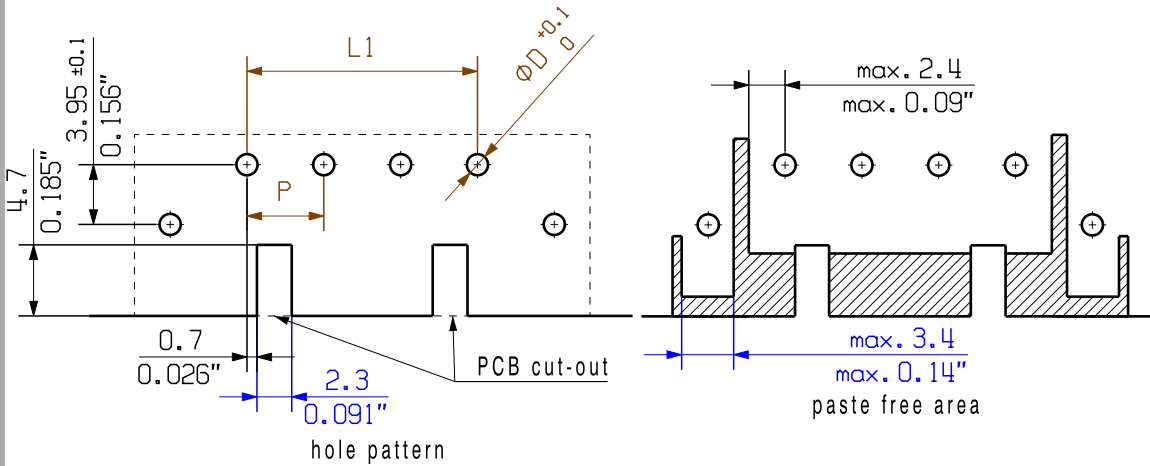 L1
ΦD +0.1 0
3.95 ±0.1
0.156”
4.7
0.185”
P
0.7
0.026”
2.3
0.091”
PCB cut-out
hole pattern
max. 2.4
max. 0.09”
max. 3.4
max. 0.14”
paste free area